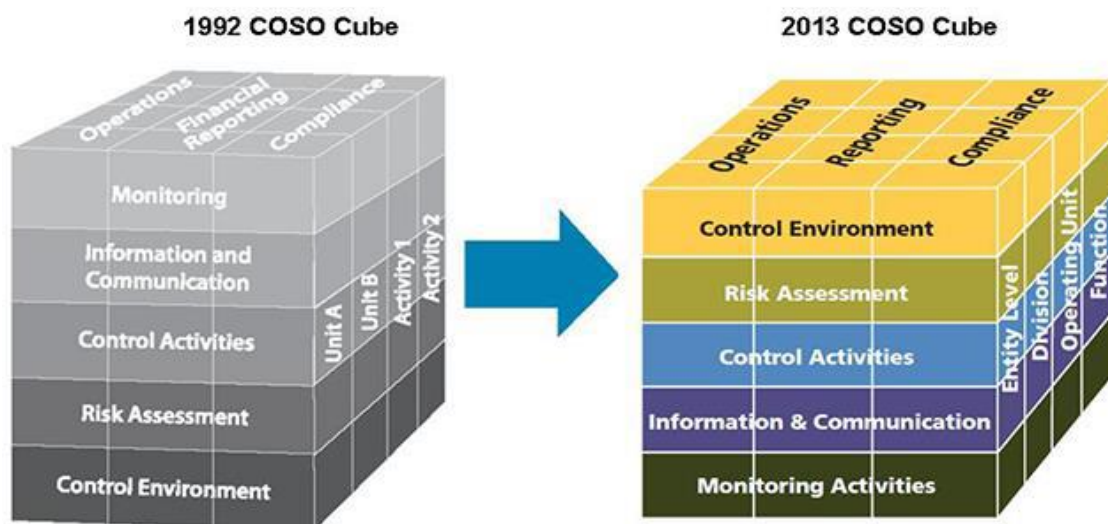 1992 COSO Cube
2013 COSO Cube
Operations
Financial
Reporting
Compliance
Monitoring
Information and
Communication
Control Activities
Risk Assessment
Control Environment
Unit A
Unit B
Activity 1
Activity 2
Operations
Reporting
Compliance
Control Environment
Risk Assessment
Control Activities
Information & Communication
Monitoring Activities
Entity Level
Division
Operating Unit
Function